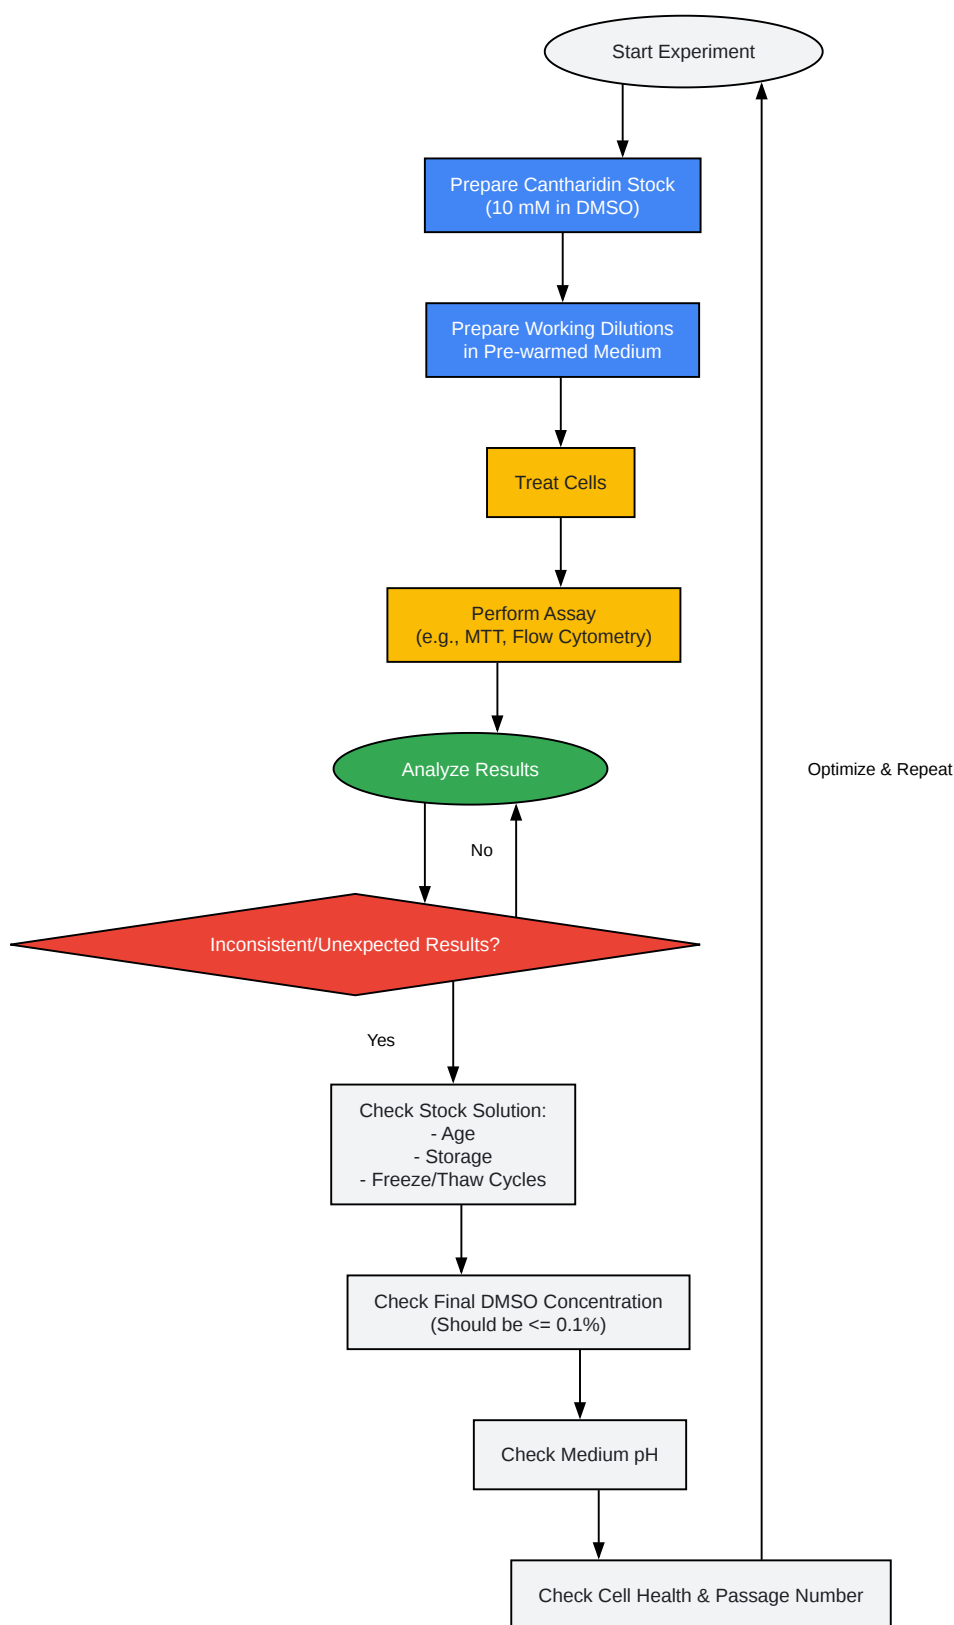 Start Experiment
Prepare Cantharidin Stock
(10 mM in DMSO)
Prepare Working Dilutions
in Pre-warmed Medium
Treat Cells
Perform Assay
(e.g., MTT, Flow Cytometry)
Analyze Results
Optimize & Repeat
No
Inconsistent/Unexpected Results?
Yes
Check Stock Solution:
- Age
- Storage
- Freeze/Thaw Cycles
Check Final DMSO Concentration
(Should be <= 0.1%)
Check Medium pH
Check Cell Health & Passage Number